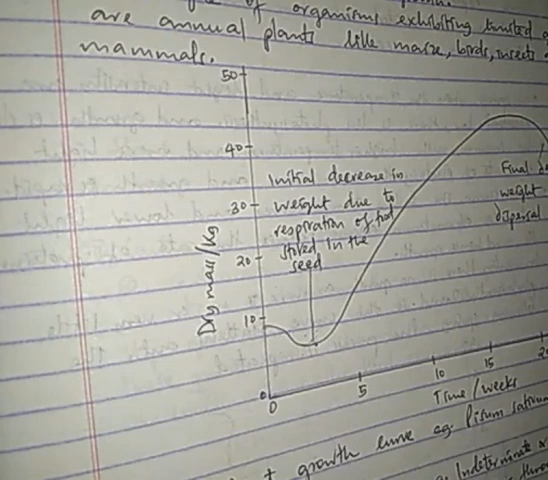 of organisms exhibiting limited
are annual plants like maize, birds, insects
mammals.
50
40
30
20
10
0
Dry mass/Kg
Initial decrease in
weight due to
respiration of food
stored in the
seed
Final
weight
dispersal
0
5
10
15
20
Time/weeks
growth curve eg. Pisum sativum
Indeterminate